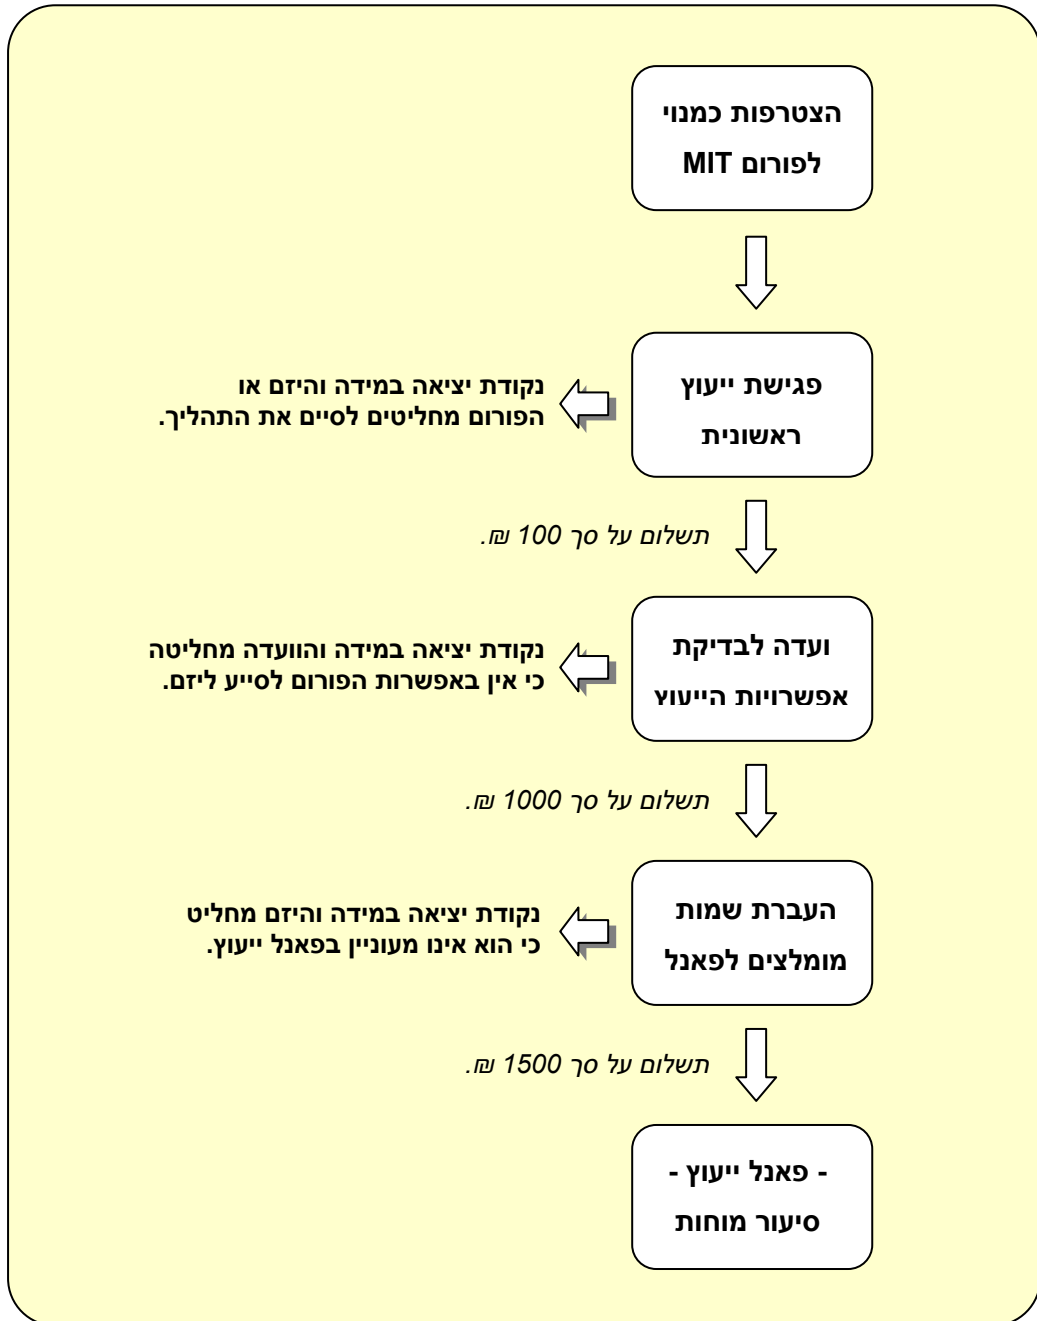 הצטרפות כמנוי
לפורום MIT
פגישת ייעוץ
ראשונית
נקודת יציאה במידה והיזם או
הפורום מחליטים לסיים את התהליך.
תשלום על סך 100 ₪.
ועדה לבדיקת
אפשרויות הייעוץ
נקודת יציאה במידה והוועדה מחליטה
כי אין באפשרות הפורום לסייע ליזם.
תשלום על סך 1000 ₪.
העברת שמות
מומלצים לפאנל
נקודת יציאה במידה והיזם מחליט
כי הוא אינו מעוניין בפאנל ייעוץ.
תשלום על סך 1500 ₪.
- פאנל ייעוץ -
סיעור מוחות